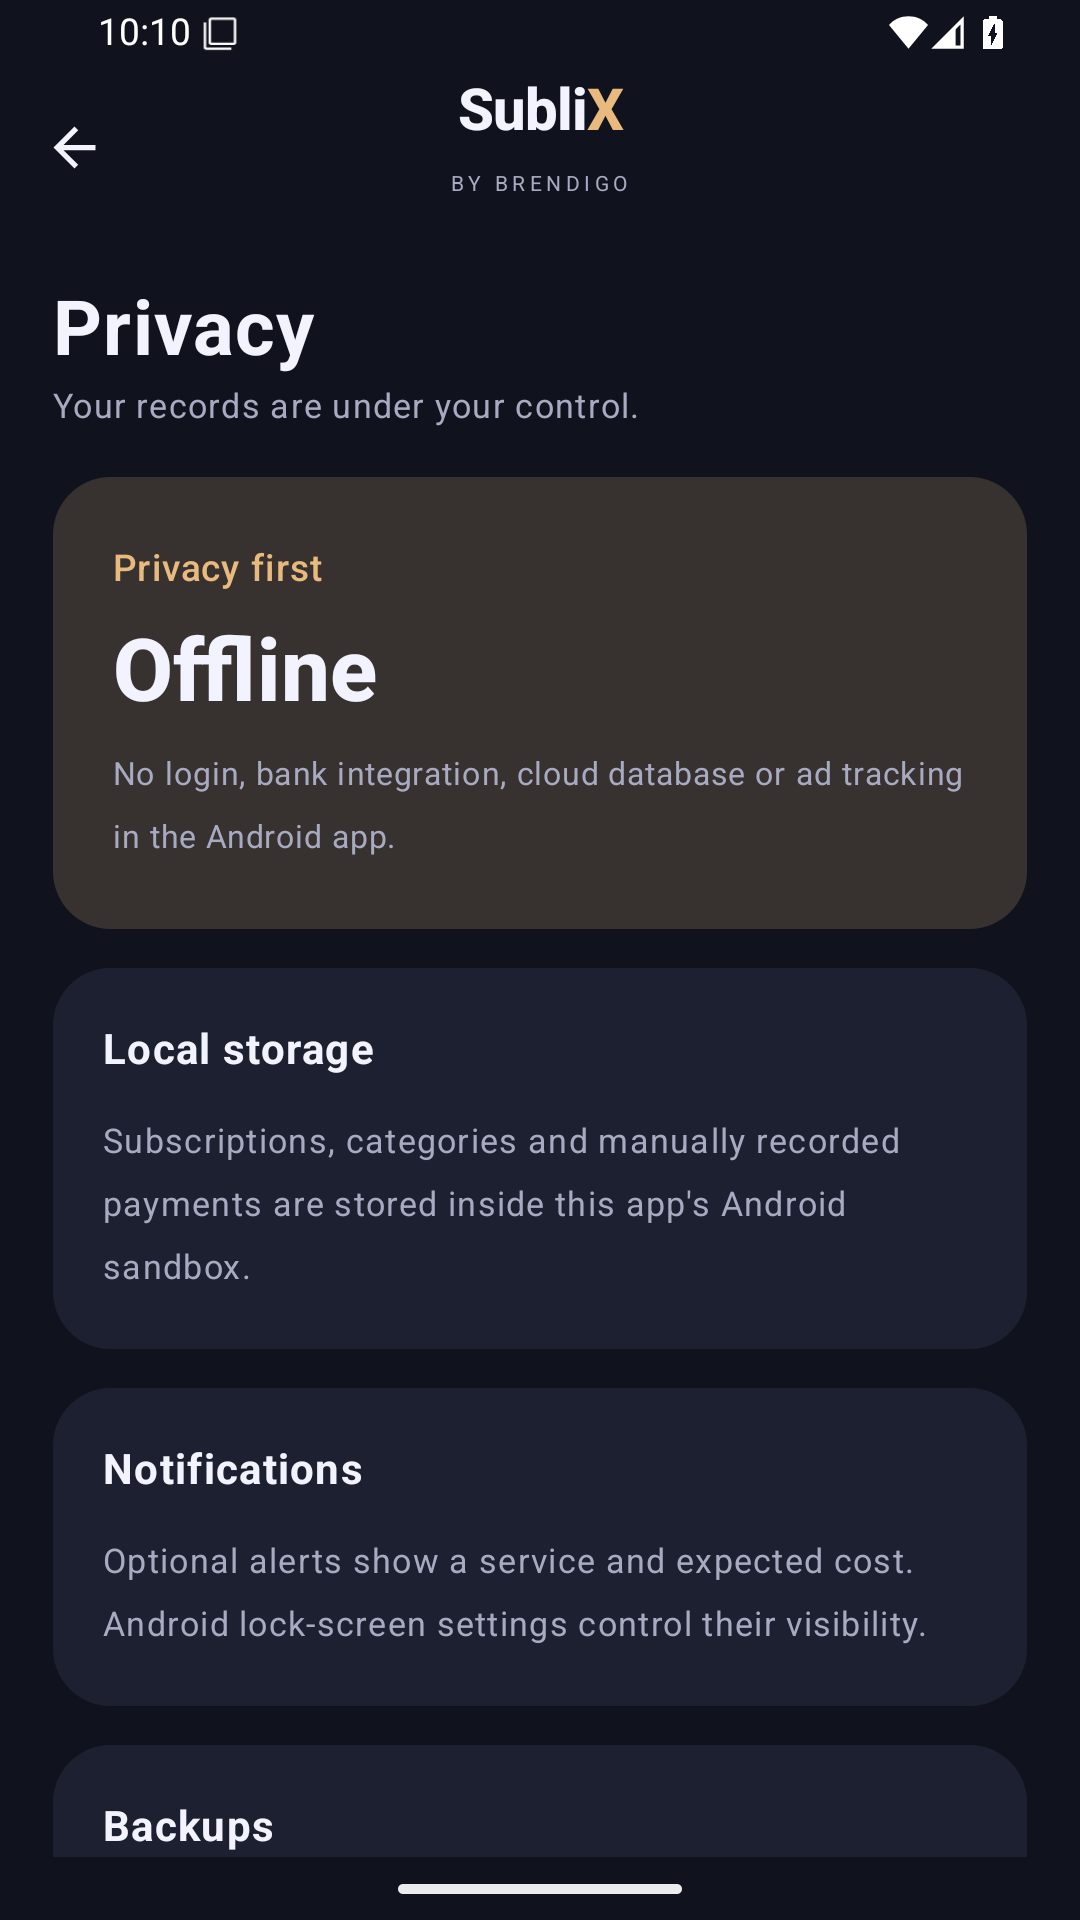 10:10
SubliX
BY BRENDIGO
Privacy
Your records are under your control.
Privacy first
Offline
No login, bank integration, cloud database or ad tracking
in the Android app.
Local storage
Subscriptions, categories and manually recorded
payments are stored inside this app's Android
sandbox.
Notifications
Optional alerts show a service and expected cost.
Android lock-screen settings control their visibility.
Backups